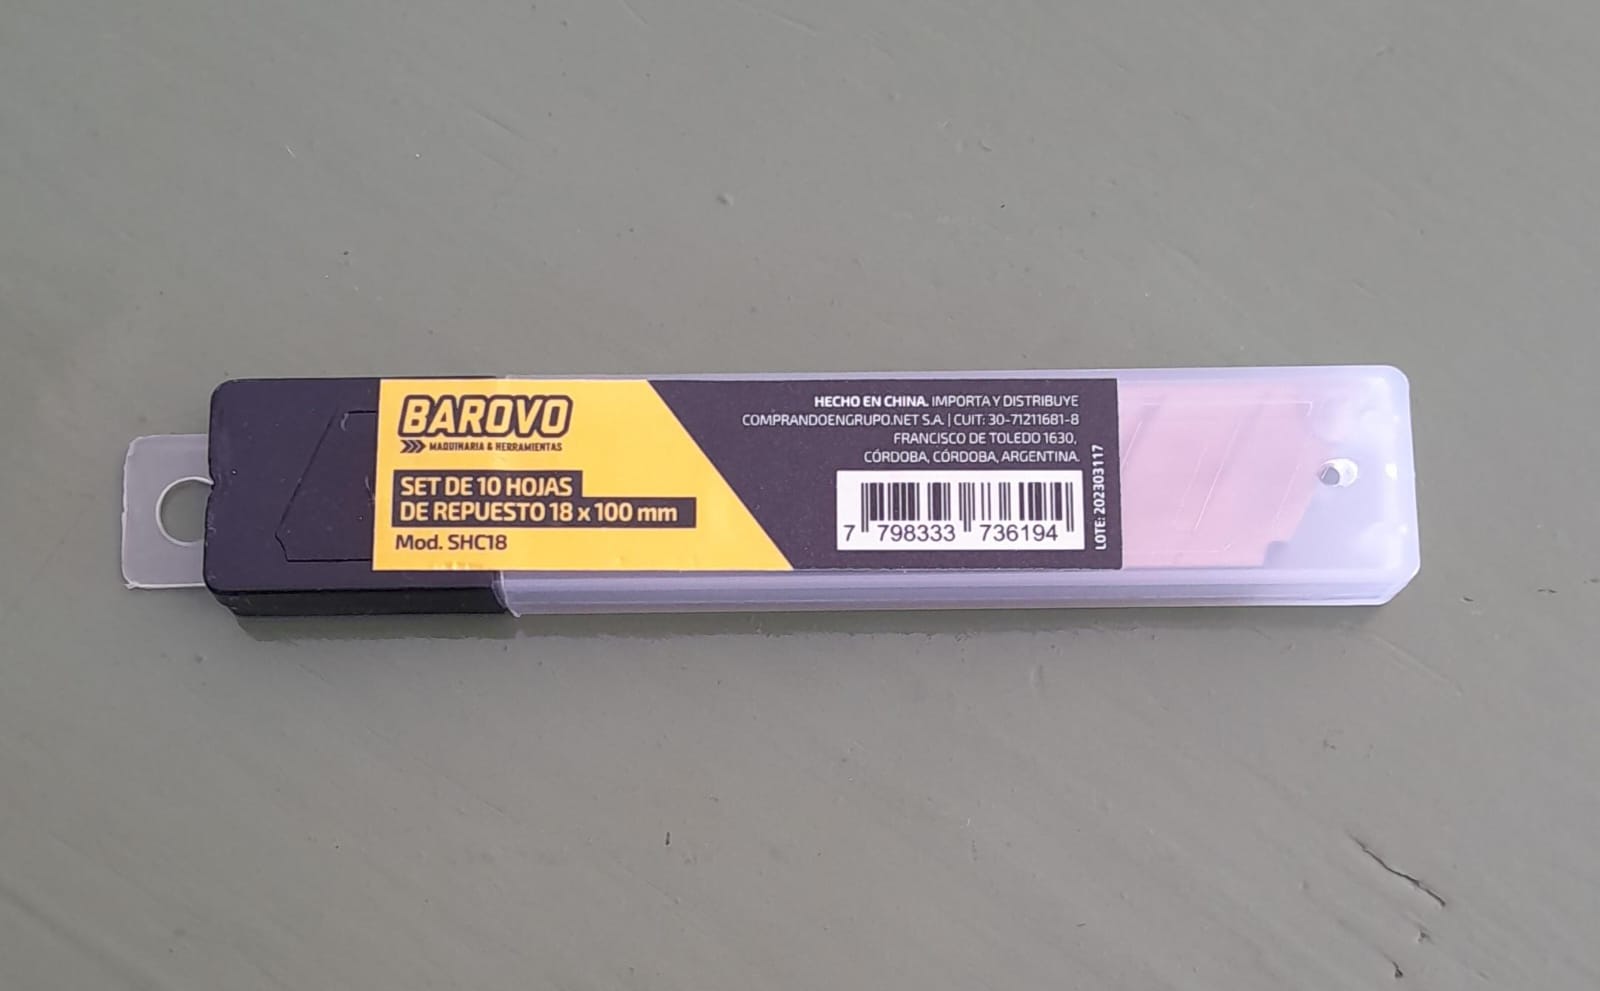 BAROVO
MAQUINARIA & HERRAMIENTAS
SET DE 10 HOJAS
DE REPUESTO 18 x 100 mm
Mod. SHC18
HECHO EN CHINA. IMPORTA Y DISTRIBUYE
COMPRANDOENGRUPO.NET S.A. | CUIT: 30-71211681-8
FRANCISCO DE TOLEDO 1630,
CÓRDOBA, CÓRDOBA, ARGENTINA.
7 798333 736194
LOTE: 202303117